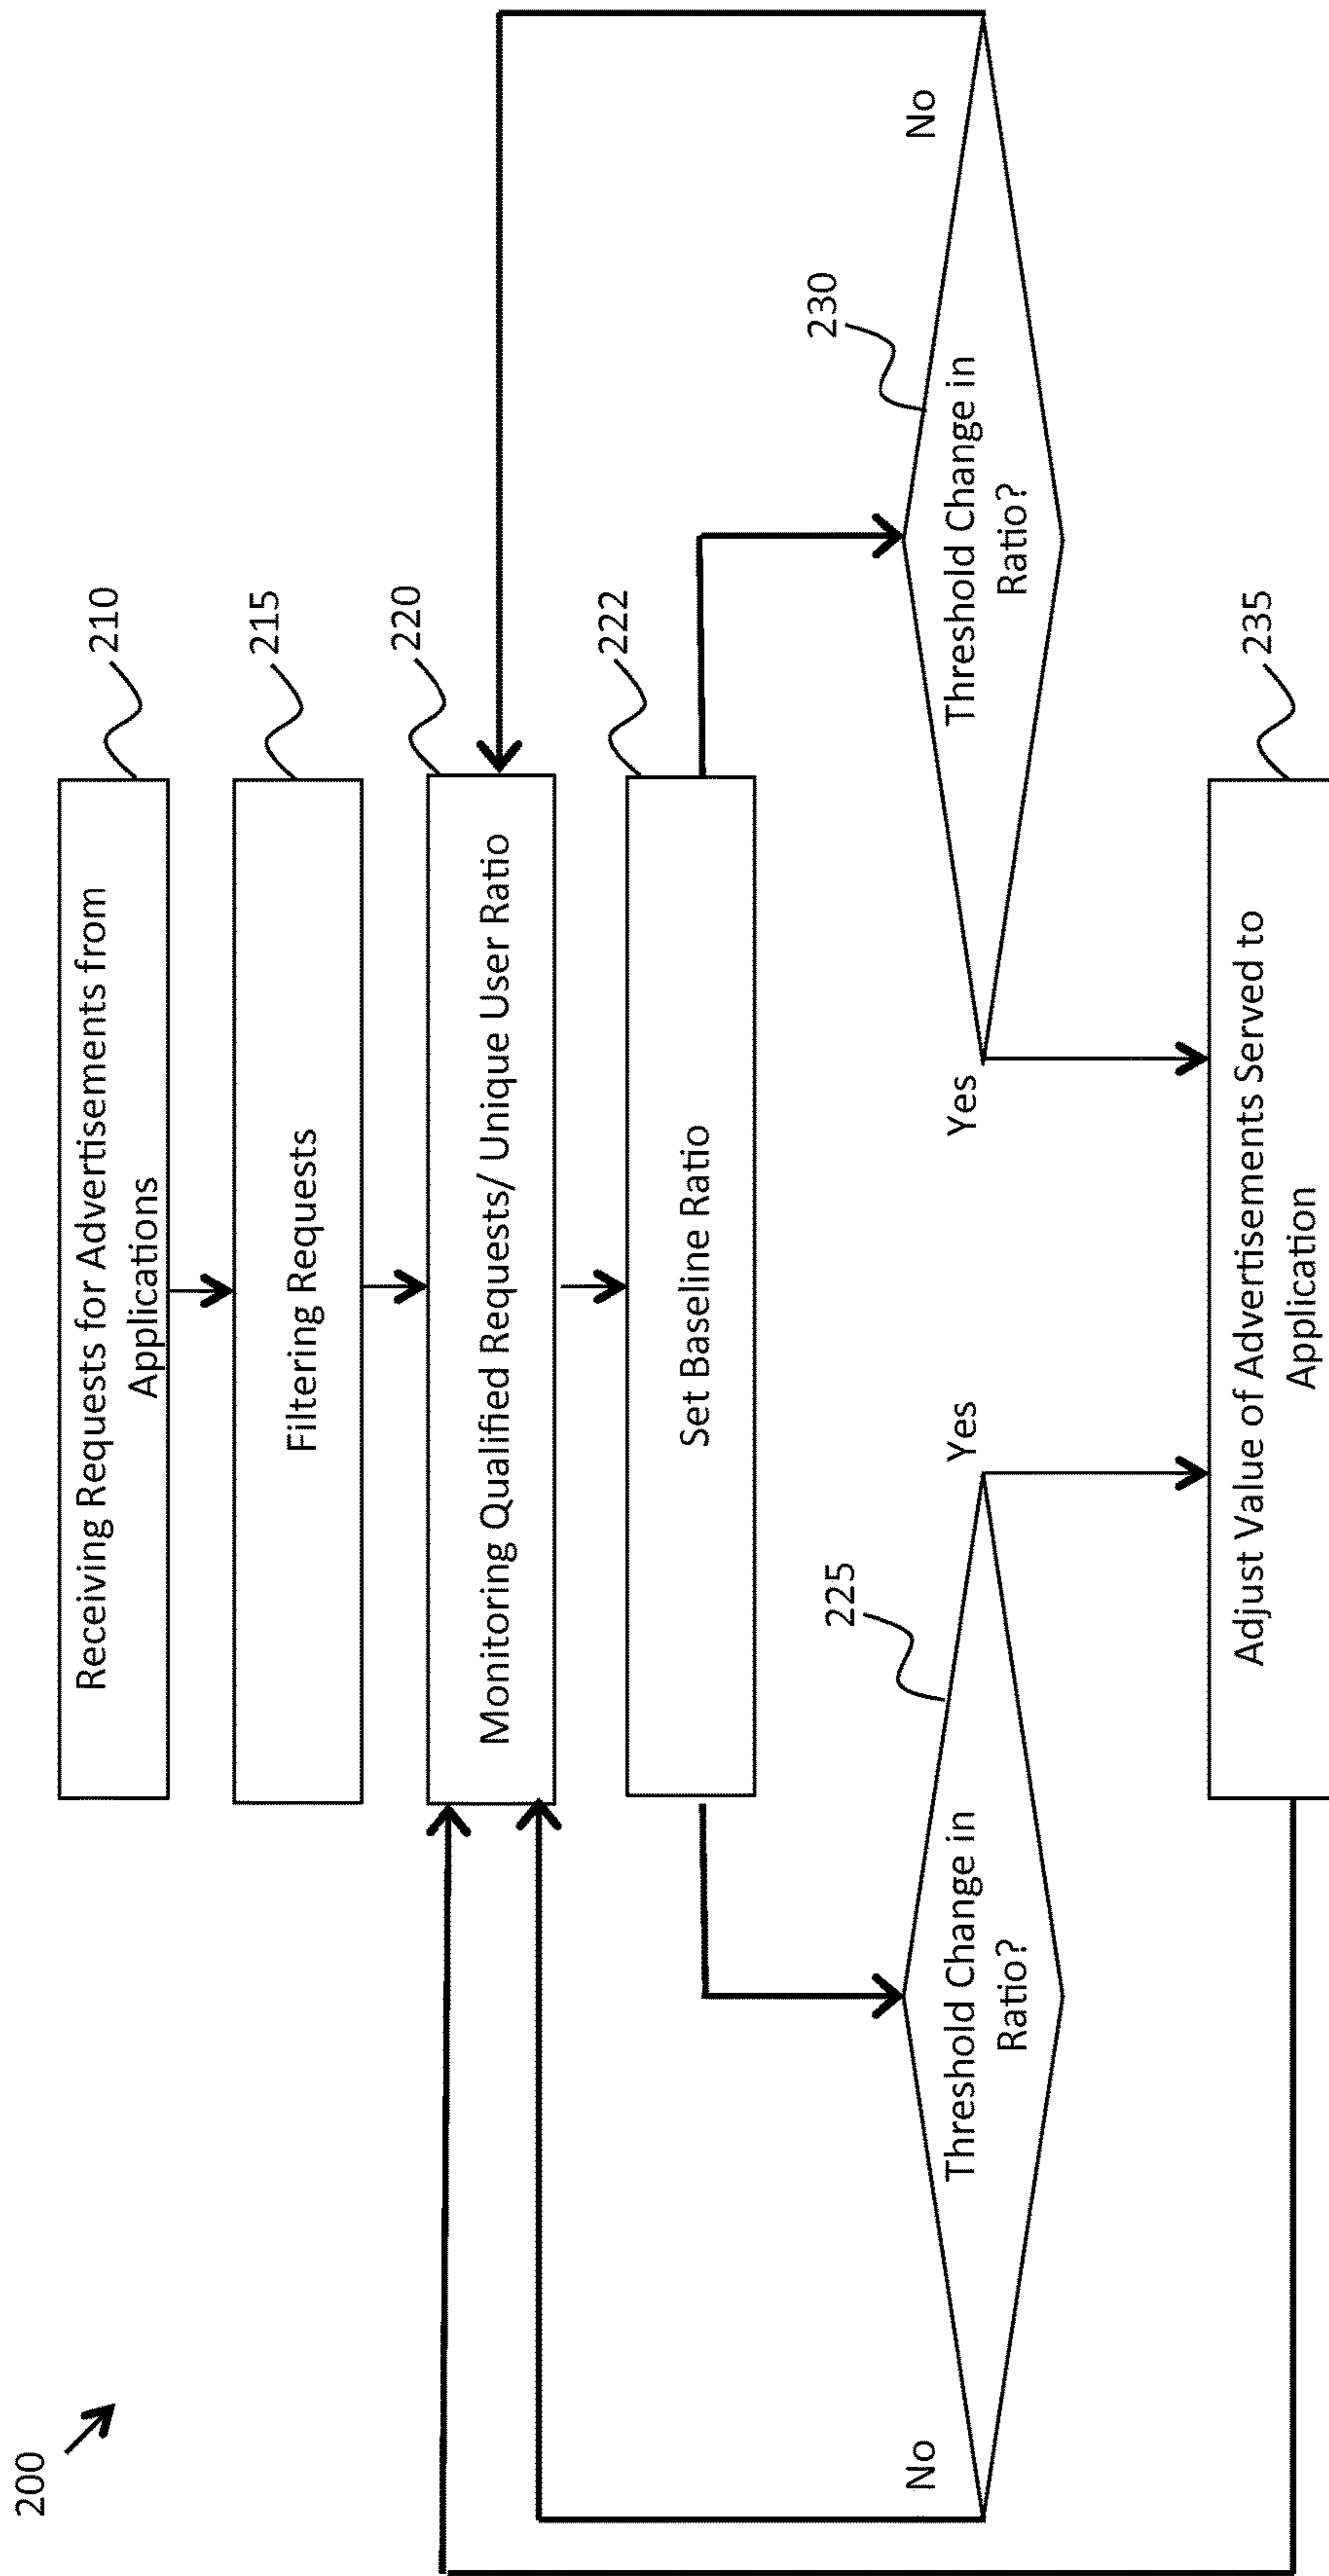 200
Receiving Requests for Advertisements from
Applications
210
Filtering Requests
215
Monitoring Qualified Requests/ Unique User Ratio
220
Set Baseline Ratio
222
225
Threshold Change in
Ratio?
No
Yes
230
Threshold Change in
Ratio?
Yes
No
Adjust Value of Advertisements Served to
Application
235